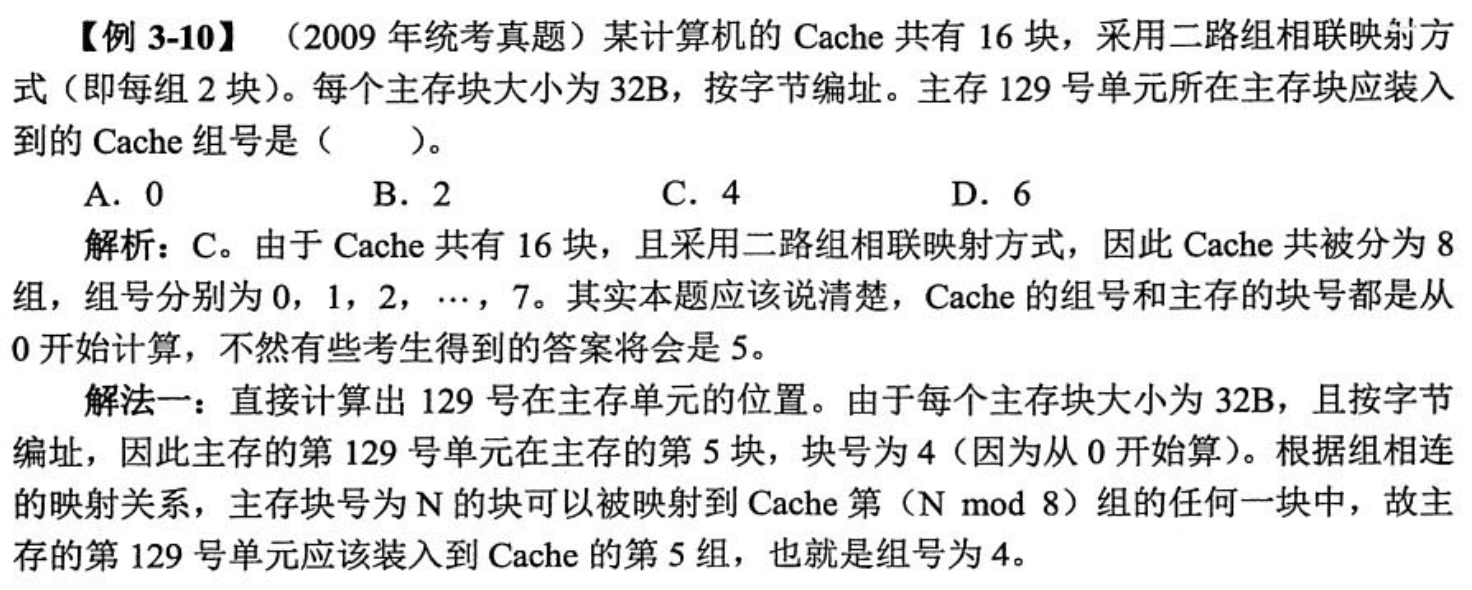 【例 3-10】 （2009 年统考真题）某计算机的 Cache 共有 16 块，采用二路组相联映射方
式（即每组 2 块）。每个主存块大小为 32B，按字节编址。主存 129 号单元所在主存块应装入
到的 Cache 组号是（ ）。
A．0 B．2 C．4 D．6
解析：C。由于 Cache 共有 16 块，且采用二路组相联映射方式，因此 Cache 共被分为 8
组，组号分别为 0，1，2，…，7。其实本题应该说清楚，Cache 的组号和主存的块号都是从
0 开始计算，不然有些考生得到的答案将会是 5。
解法一：直接计算出 129 号在主存单元的位置。由于每个主存块大小为 32B，且按字节
编址，因此主存的第 129 号单元在主存的第 5 块，块号为 4（因为从 0 开始算）。根据组相连
的映射关系，主存块号为 N 的块可以被映射到 Cache 第（N mod 8）组的任何一块中，故主
存的第 129 号单元应该装入到 Cache 的第 5 组，也就是组号为 4。